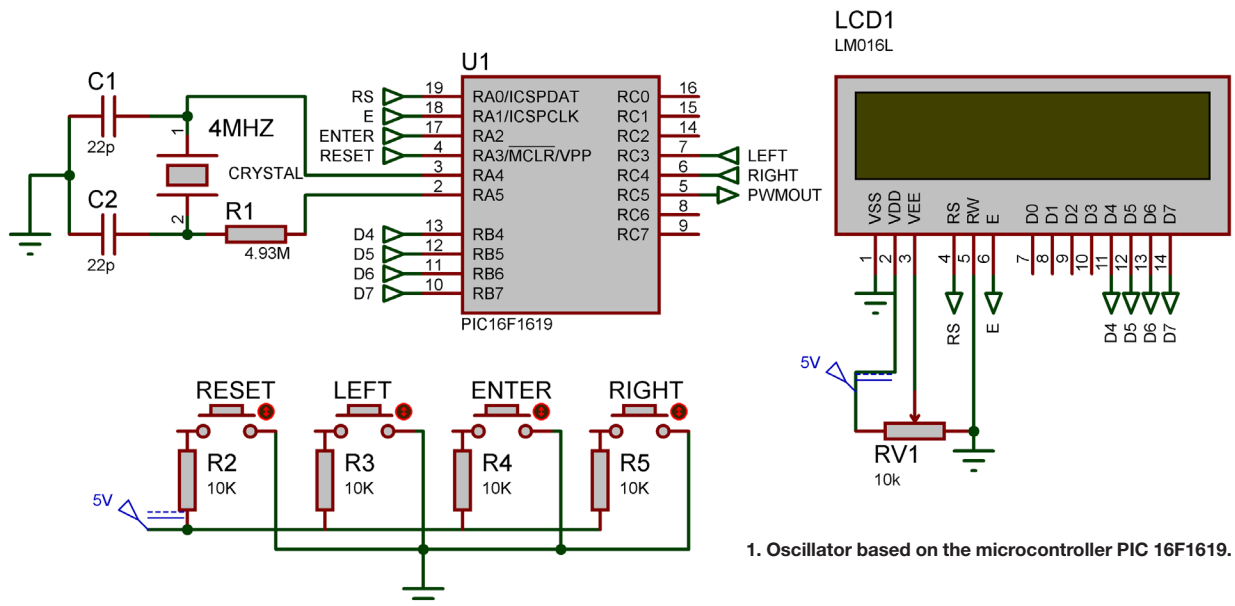 C1
22p
C2
22p
1
2
4MHZ
CRYSTAL
R1
4.93M
U1
RS 19 RA0/ICSPDAT
E 18 RA1/ICSPCLK
ENTER 17 RA2
RESET 4 RA3/MCLR/VPP
3 RA4
2 RA5
D4 13 RB4
D5 12 RB5
D6 11 RB6
D7 10 RB7
RC0 16
RC1 15
RC2 14
RC3 7 LEFT
RC4 6 RIGHT
RC5 5 PWMOUT
RC6 8
RC7 9
PIC16F1619
LCD1
LM016L
VSS VDD VEE RS RW E D0 D1 D2 D3 D4 D5 D6 D7
1 2 3 4 5 6 7 8 9 10 11 12 13 14
RS E D4 D5 D6 D7
5V
RV1
10k
RESET LEFT ENTER RIGHT
R2
10K
R3
10K
R4
10K
R5
10K
5V
1. Oscillator based on the microcontroller PIC 16F1619.